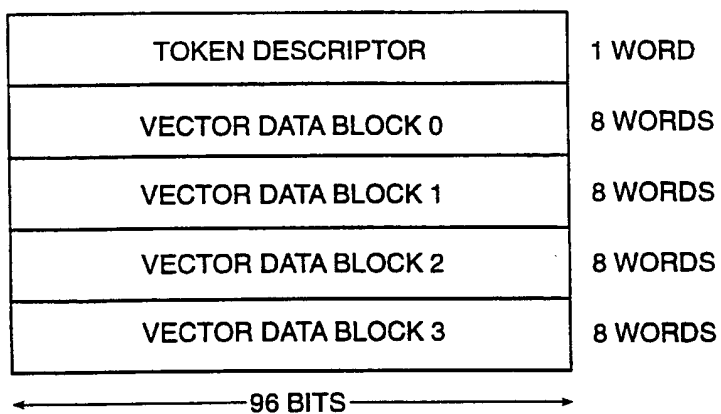 TOKEN DESCRIPTOR 1 WORD
VECTOR DATA BLOCK 0 8 WORDS
VECTOR DATA BLOCK 1 8 WORDS
VECTOR DATA BLOCK 2 8 WORDS
VECTOR DATA BLOCK 3 8 WORDS
96 BITS